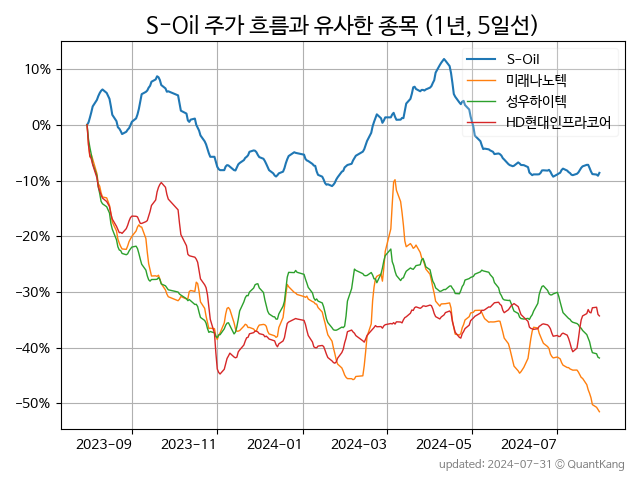 S-Oil 주가 흐름과 유사한 종목 (1년, 5일선)
S-Oil
미래나노텍
성우하이텍
HD현대인프라코어
10%
0%
−10%
−20%
−30%
−40%
−50%
2023-09
2023-11
2024-01
2024-03
2024-05
2024-07
updated: 2024-07-31 © QuantKang